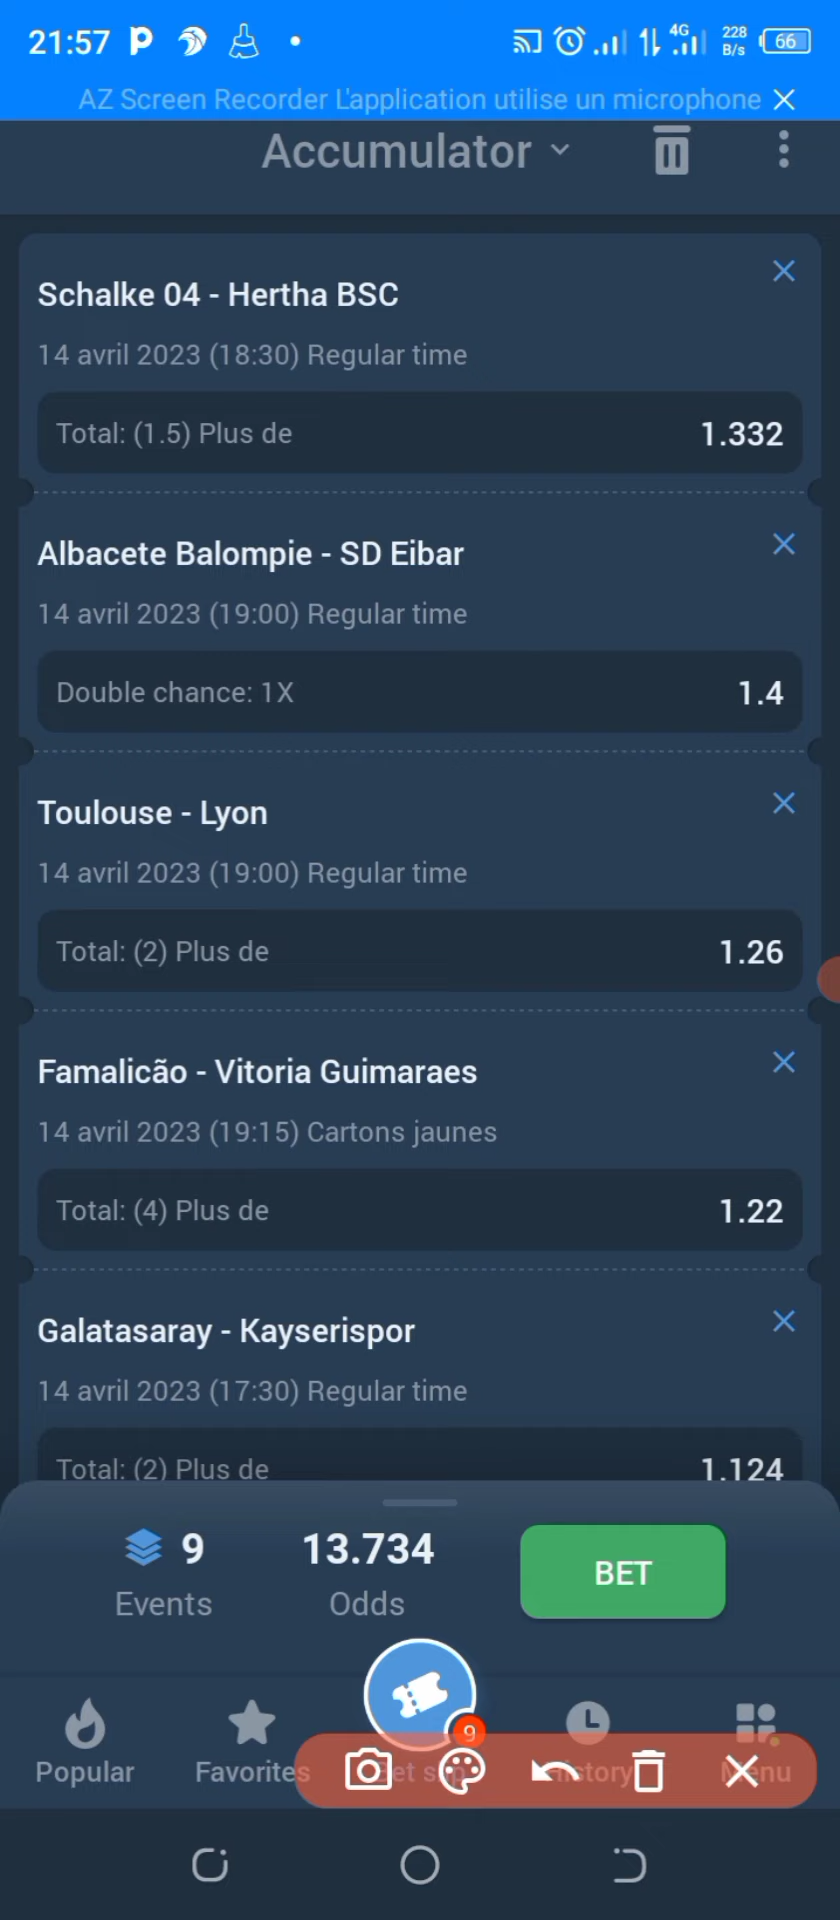 21:57
4G
228
B/s
66
AZ Screen Recorder L'application utilise un microphone
Accumulator
Schalke 04 - Hertha BSC
14 avril 2023 (18:30) Regular time
Total: (1.5) Plus de 1.332
Albacete Balompie - SD Eibar
14 avril 2023 (19:00) Regular time
Double chance: 1X 1.4
Toulouse - Lyon
14 avril 2023 (19:00) Regular time
Total: (2) Plus de 1.26
Famalicão - Vitoria Guimaraes
14 avril 2023 (19:15) Cartons jaunes
Total: (4) Plus de 1.22
Galatasaray - Kayserispor
14 avril 2023 (17:30) Regular time
Total: (2) Plus de 1.124
9 13.734 BET
Events Odds
9
Popular Favorites Bet slip History Menu